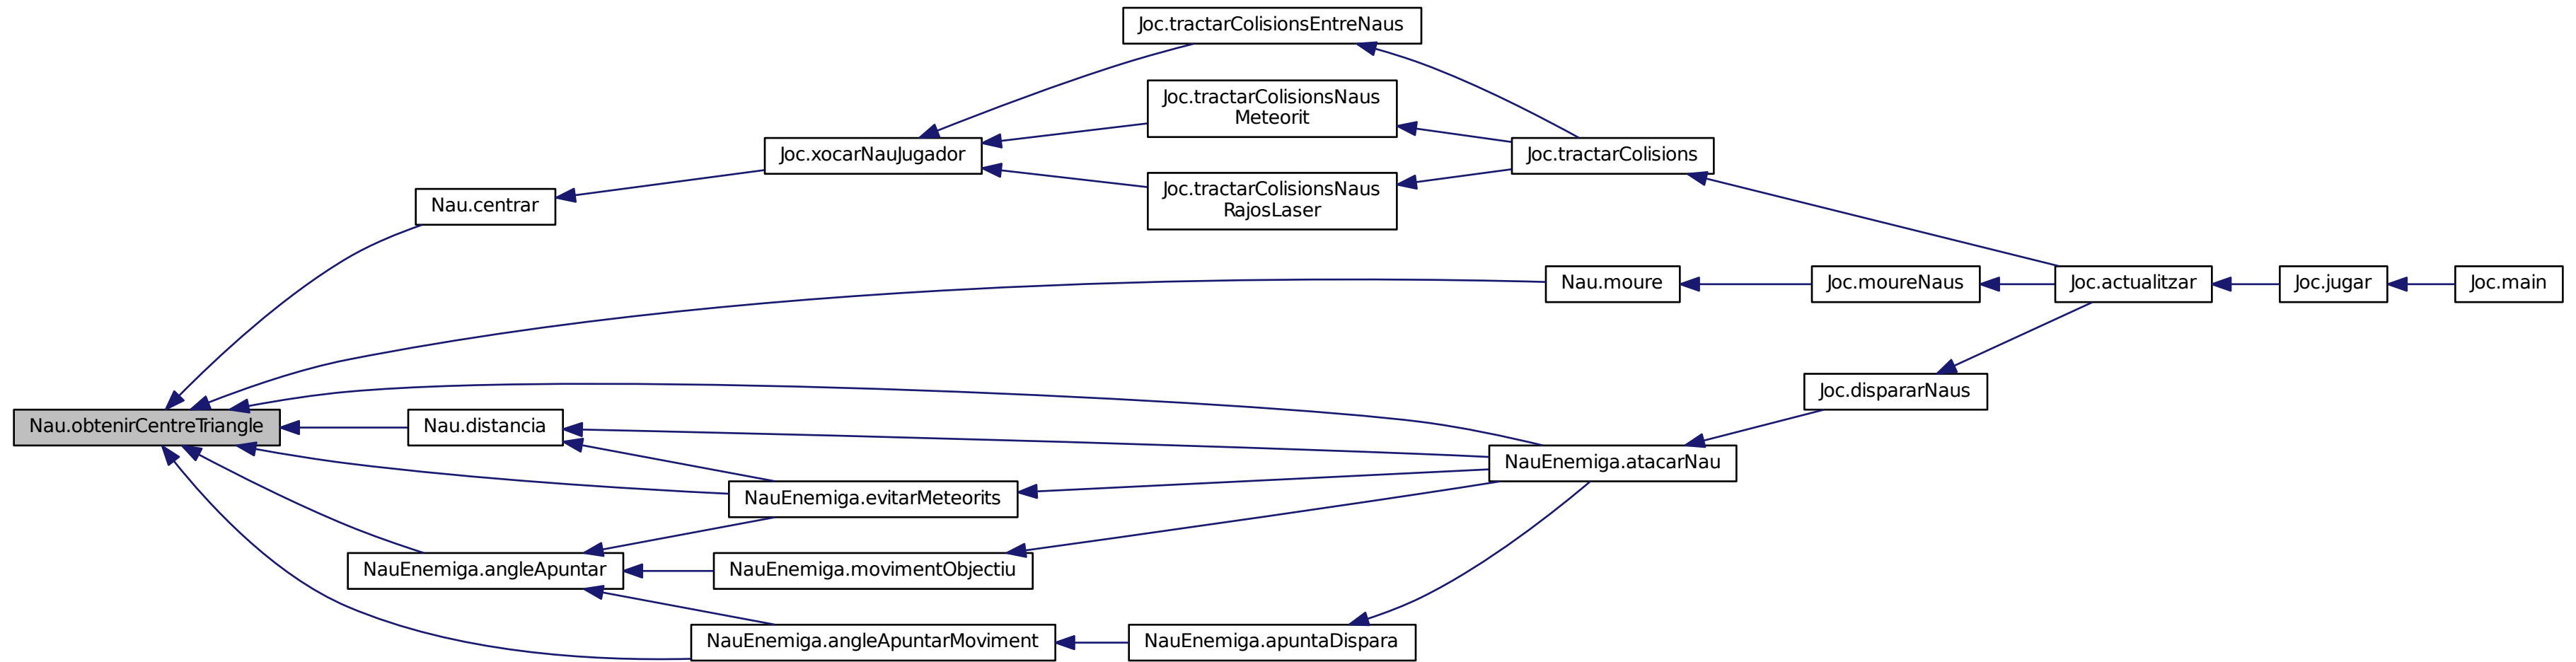 Joc.tractarColisionsEntreNaus
Joc.tractarColisionsNaus
Meteorit
Joc.xocarNauJugador
Joc.tractarColisions
Joc.tractarColisionsNaus
RajosLaser
Nau.centrar
Nau.moure
Joc.moureNaus
Joc.actualitzar
Joc.jugar
Joc.main
Joc.dispararNaus
Nau.obtenirCentreTriangle
Nau.distancia
NauEnemiga.atacarNau
NauEnemiga.evitarMeteorits
NauEnemiga.angleApuntar
NauEnemiga.movimentObjectiu
NauEnemiga.angleApuntarMoviment
NauEnemiga.apuntaDispara